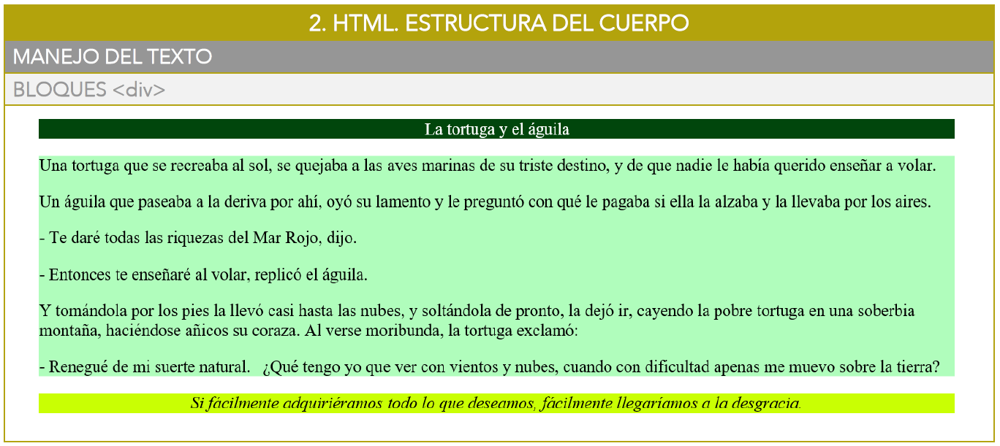 2. HTML. ESTRUCTURA DEL CUERPO
MANEJO DEL TEXTO
BLOQUES <div>
La tortuga y el águila
Una tortuga que se recreaba al sol, se quejaba a las aves marinas de su triste destino, y de que nadie le había querido enseñar a volar.
Un águila que paseaba a la deriva por ahí, oyó su lamento y le preguntó con qué le pagaba si ella la alzaba y la llevaba por los aires.
- Te daré todas las riquezas del Mar Rojo, dijo.
- Entonces te enseñaré al volar, replicó el águila.
Y tomándola por los pies la llevó casi hasta las nubes, y soltándola de pronto, la dejó ir, cayendo la pobre tortuga en una soberbia
montaña, haciéndose añicos su coraza. Al verse moribunda, la tortuga exclamó:
- Renegué de mi suerte natural.   ¿Qué tengo yo que ver con vientos y nubes, cuando con dificultad apenas me muevo sobre la tierra?
Si fácilmente adquiriéramos todo lo que deseamos, fácilmente llegaríamos a la desgracia.